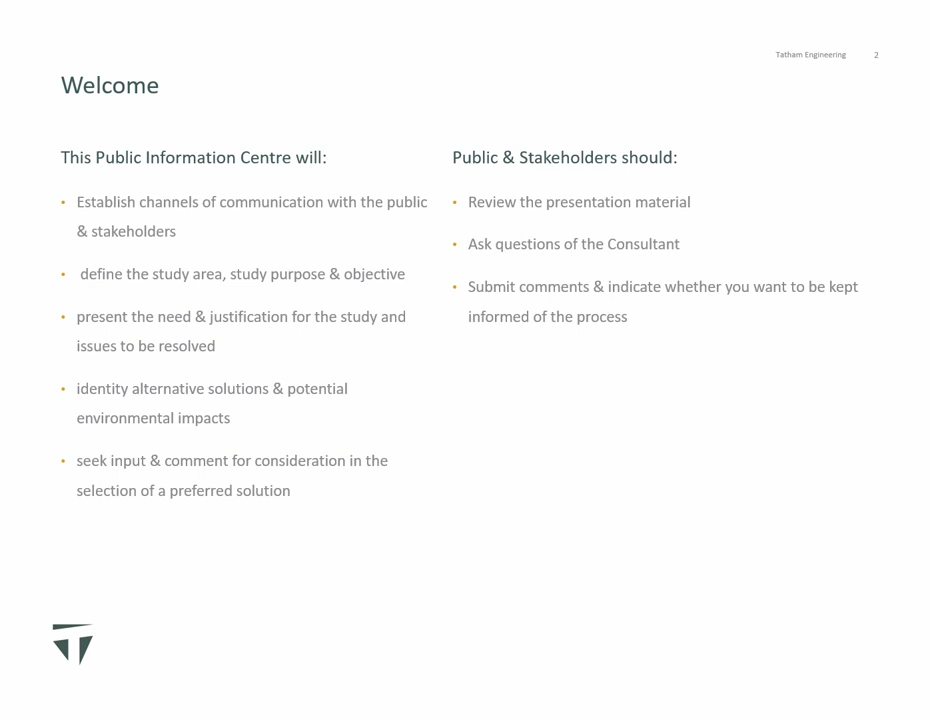 Tatham Engineering 2
Welcome
This Public Information Centre will:
• Establish channels of communication with the public
& stakeholders
• define the study area, study purpose & objective
• present the need & justification for the study and
issues to be resolved
• identity alternative solutions & potential
environmental impacts
• seek input & comment for consideration in the
selection of a preferred solution
Public & Stakeholders should:
• Review the presentation material
• Ask questions of the Consultant
• Submit comments & indicate whether you want to be kept
informed of the process